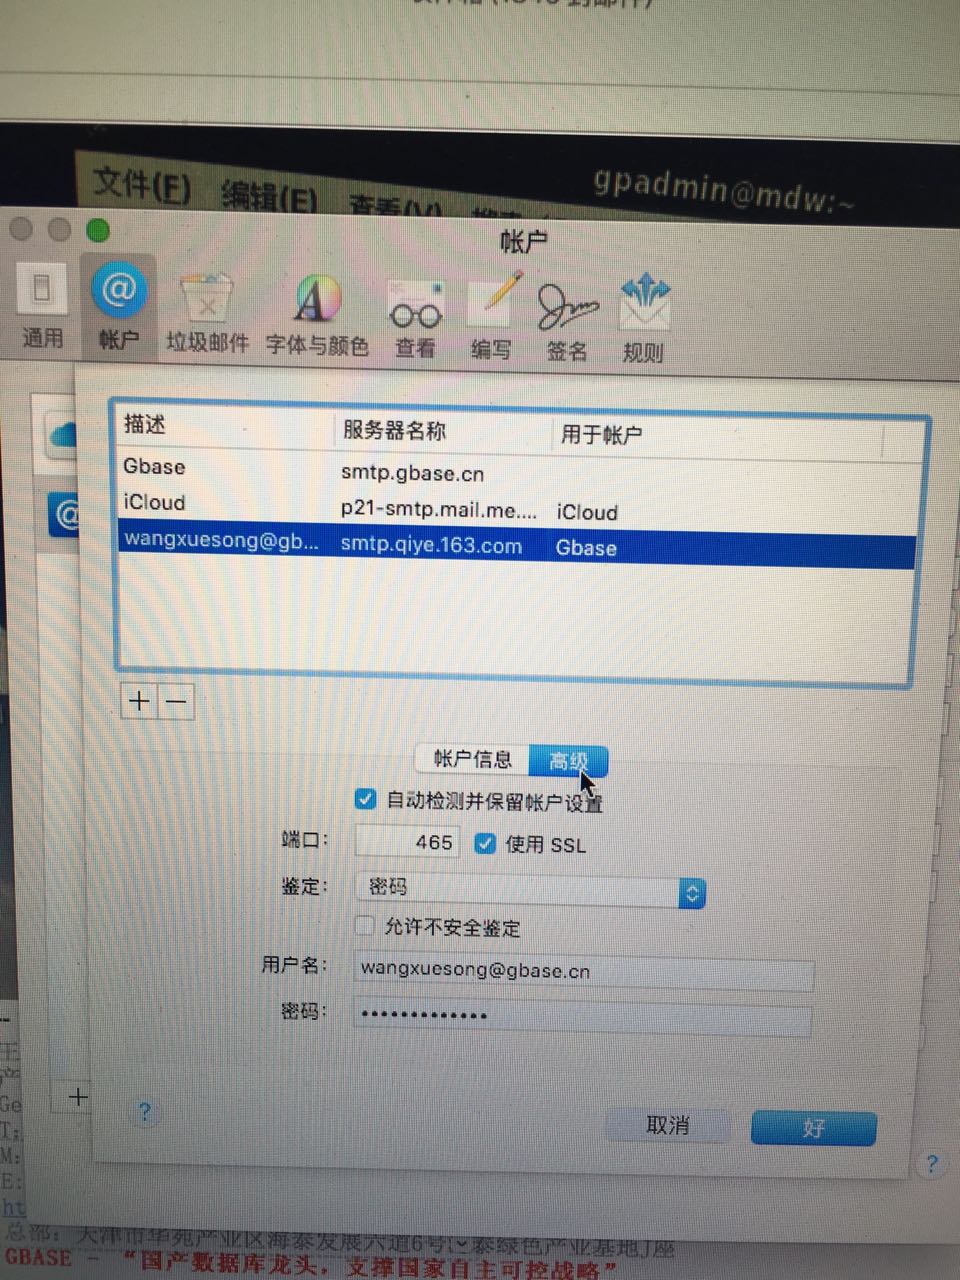 文件(F) 编辑(E) 查看(V)
gpadmin@mdw:~
帐户
通用 帐户 垃圾邮件 字体与颜色 查看 编写 签名 规则
描述 服务器名称 用于帐户
Gbase smtp.gbase.cn
iCloud p21-smtp.mail.me.... iCloud
wangxuesong@gb... smtp.qiye.163.com Gbase
帐户信息 高级
自动检测并保留帐户设置
端口: 465 使用 SSL
鉴定: 密码
允许不安全鉴定
用户名: wangxuesong@gbase.cn
密码: •••••••••••••
? 取消 好
?
王
Ge
T:
M:
E:
ht
总部: 天津市华苑产业区海泰发展六道6号海泰绿色产业基地J座
GBASE - “国产数据库龙头, 支撑国家自主可控战略”